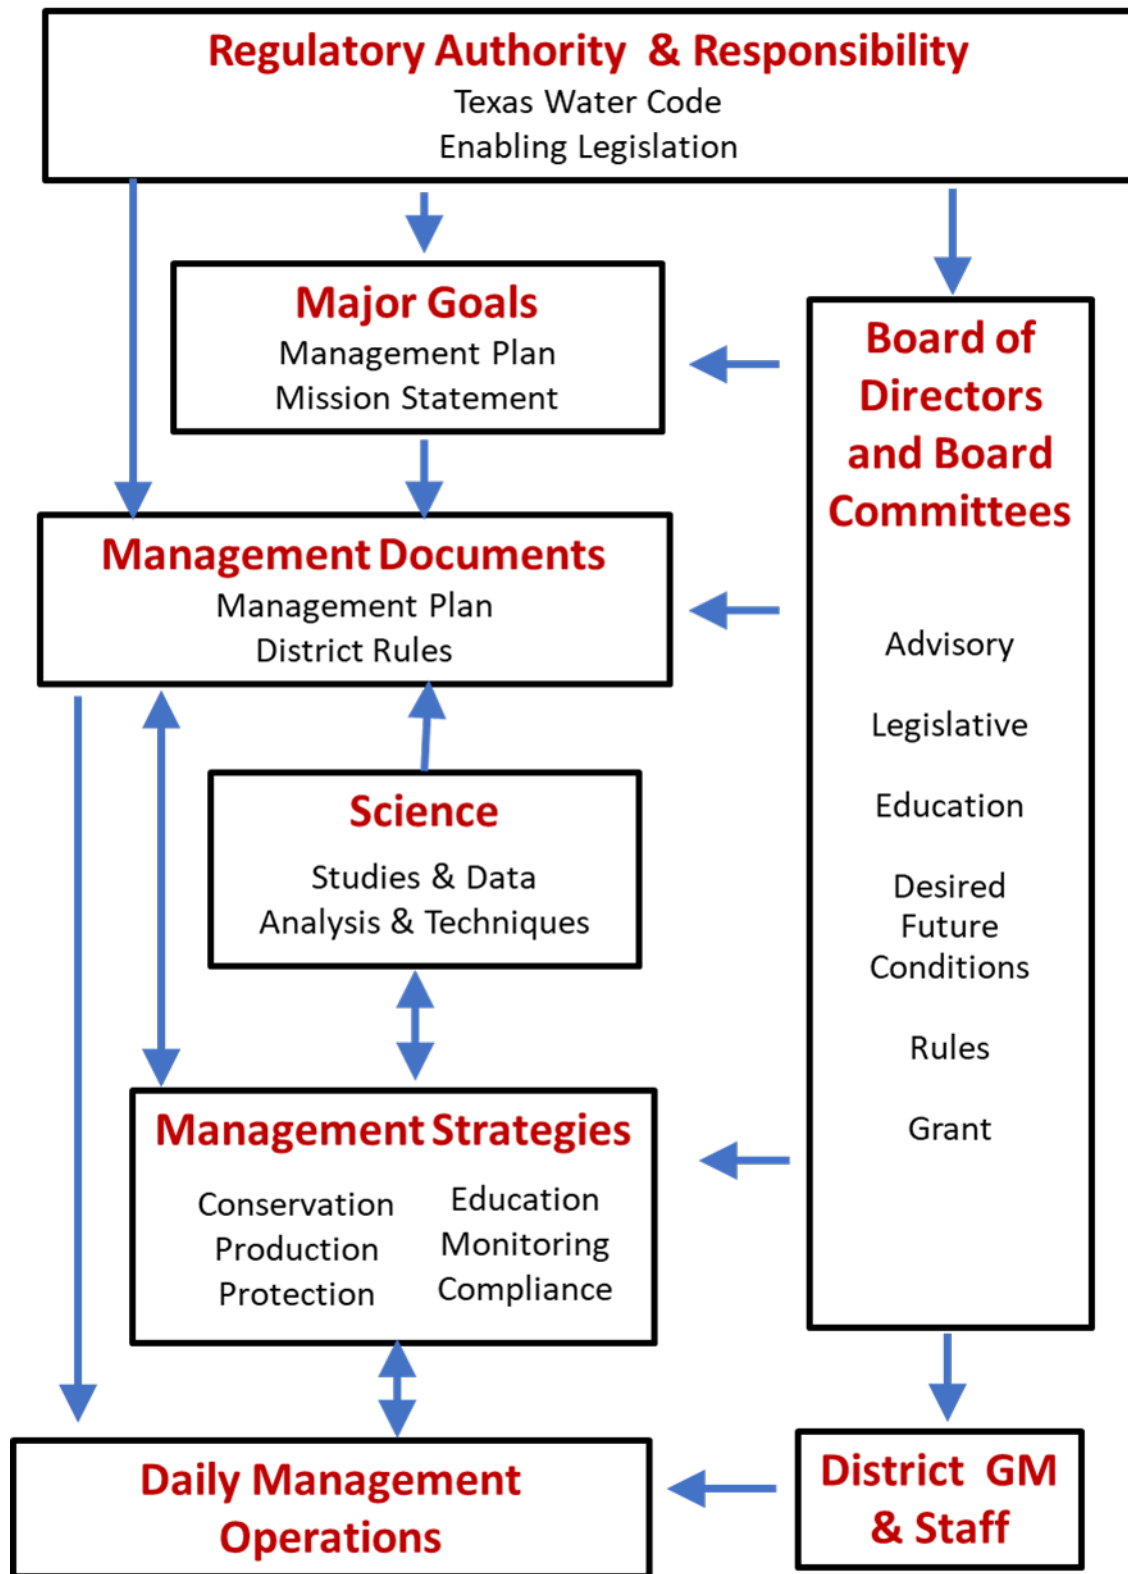 Regulatory Authority & Responsibility
Texas Water Code
Enabling Legislation
Major Goals
Management Plan
Mission Statement
Board of
Directors
and Board
Committees
Advisory
Legislative
Education
Desired
Future
Conditions
Rules
Grant
Management Documents
Management Plan
District Rules
Science
Studies & Data
Analysis & Techniques
Management Strategies
Conservation
Production
Protection
Education
Monitoring
Compliance
Daily Management
Operations
District GM
& Staff